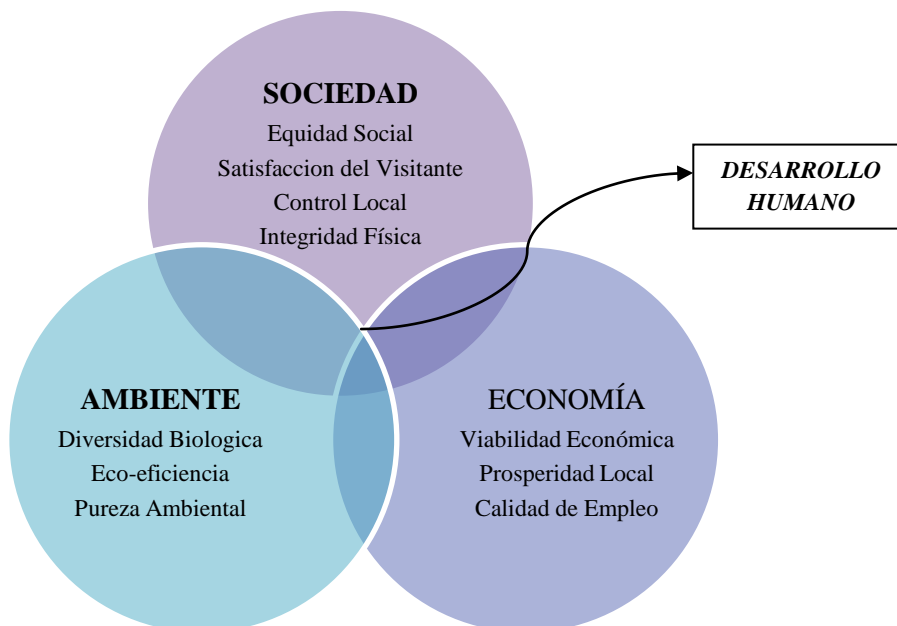 SOCIEDAD
Equidad Social
Satisfaccion del Visitante
Control Local
Integridad Física
DESARROLLO
HUMANO
AMBIENTE
Diversidad Biologica
Eco-eficiencia
Pureza Ambiental
ECONOMÍA
Viabilidad Económica
Prosperidad Local
Calidad de Empleo